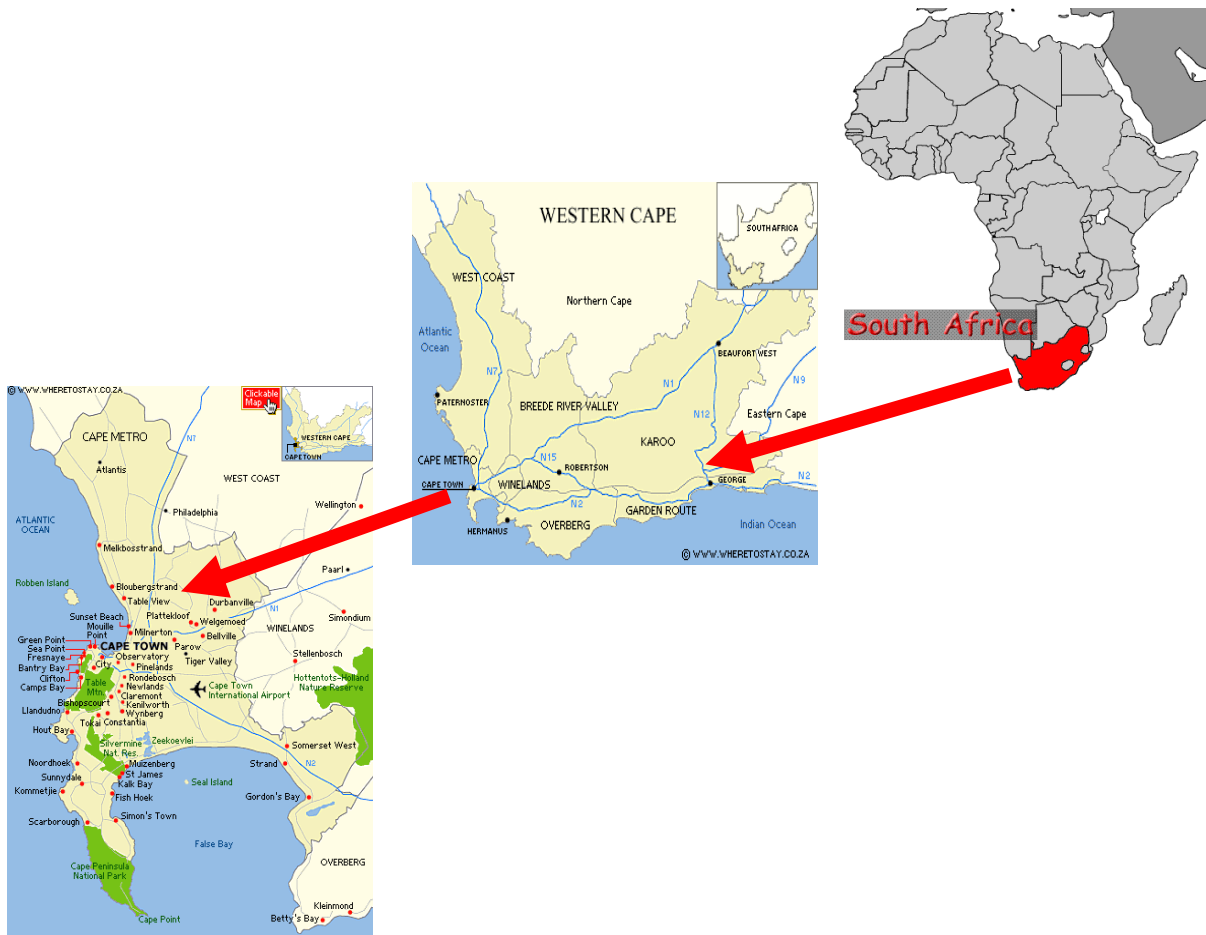 South Africa
WESTERN CAPE
SOUTH AFRICA
WEST COAST
Northern Cape
Atlantic
Ocean
BEAUFORT WEST
N7
N1
N9
PATERNOSTER
BREEDE RIVER VALLEY
N12
Eastern Cape
KAROO
CAPE METRO
N15
ROBERTSON
CAPE TOWN
WINELANDS
GEORGE
N2
N2
GARDEN ROUTE
HERMANUS
OVERBERG
Indian Ocean
© WWW.WHERETOSTAY.CO.ZA
© WWW.WHERETOSTAY.CO.ZA
Clickable
Map
CAPE METRO
N7
WESTERN CAPE
CAPE TOWN
Atlantis
WEST COAST
Wellington
Philadelphia
ATLANTIC
OCEAN
Melkbosstrand
Paarl
Robben Island
Bloubergstrand
Table View
Durbanville
N1
Sunset Beach
Plattekloof
Welgemoed
Simondium
Mouille
Point
Milnerton
Bellville
WINELANDS
Green Point
CAPE TOWN
Parow
Sea Point
Fresnaye
City
Observatory
Tiger Valley
Stellenbosch
Bantry Bay
Pinelands
Clifton
Rondebosch
Hottentots-Holland
Nature Reserve
Camps Bay
Table
Mtn.
Newlands
Cape Town
International Airport
Claremont
Bishopscourt
Kenilworth
Llandudno
Wynberg
Tokai
Constantia
Hout Bay
Silvermine
Nat. Res.
Zeekoevlei
Somerset West
Noordhoek
Muizenberg
Strand
N2
St James
Sunnydale
Kalk Bay
Seal Island
Kommetjie
Fish Hoek
Gordon's Bay
Scarborough
Simon's Town
False Bay
Cape Peninsula
National Park
OVERBERG
Cape Point
Kleinmond
Betty's Bay